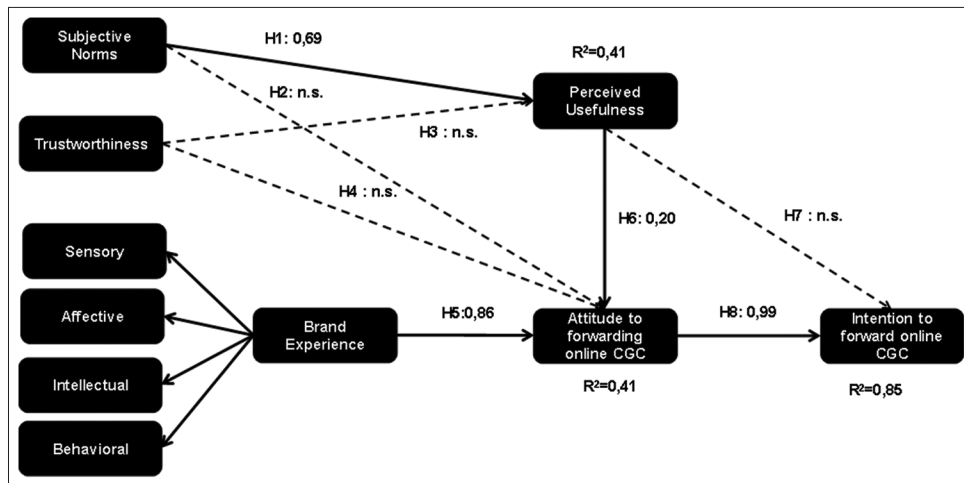 Subjective
Norms
H1: 0,69
R²=0,41
H2: n.s.
Perceived
Usefulness
Trustworthiness
H3 : n.s.
H4 : n.s.
H6: 0,20
H7 : n.s.
Sensory
Affective
Brand
Experience
H5:0,86
Attitude to
forwarding
online CGC
H8: 0,99
Intention to
forward online
CGC
Intellectual
R²=0,41
R²=0,85
Behavioral